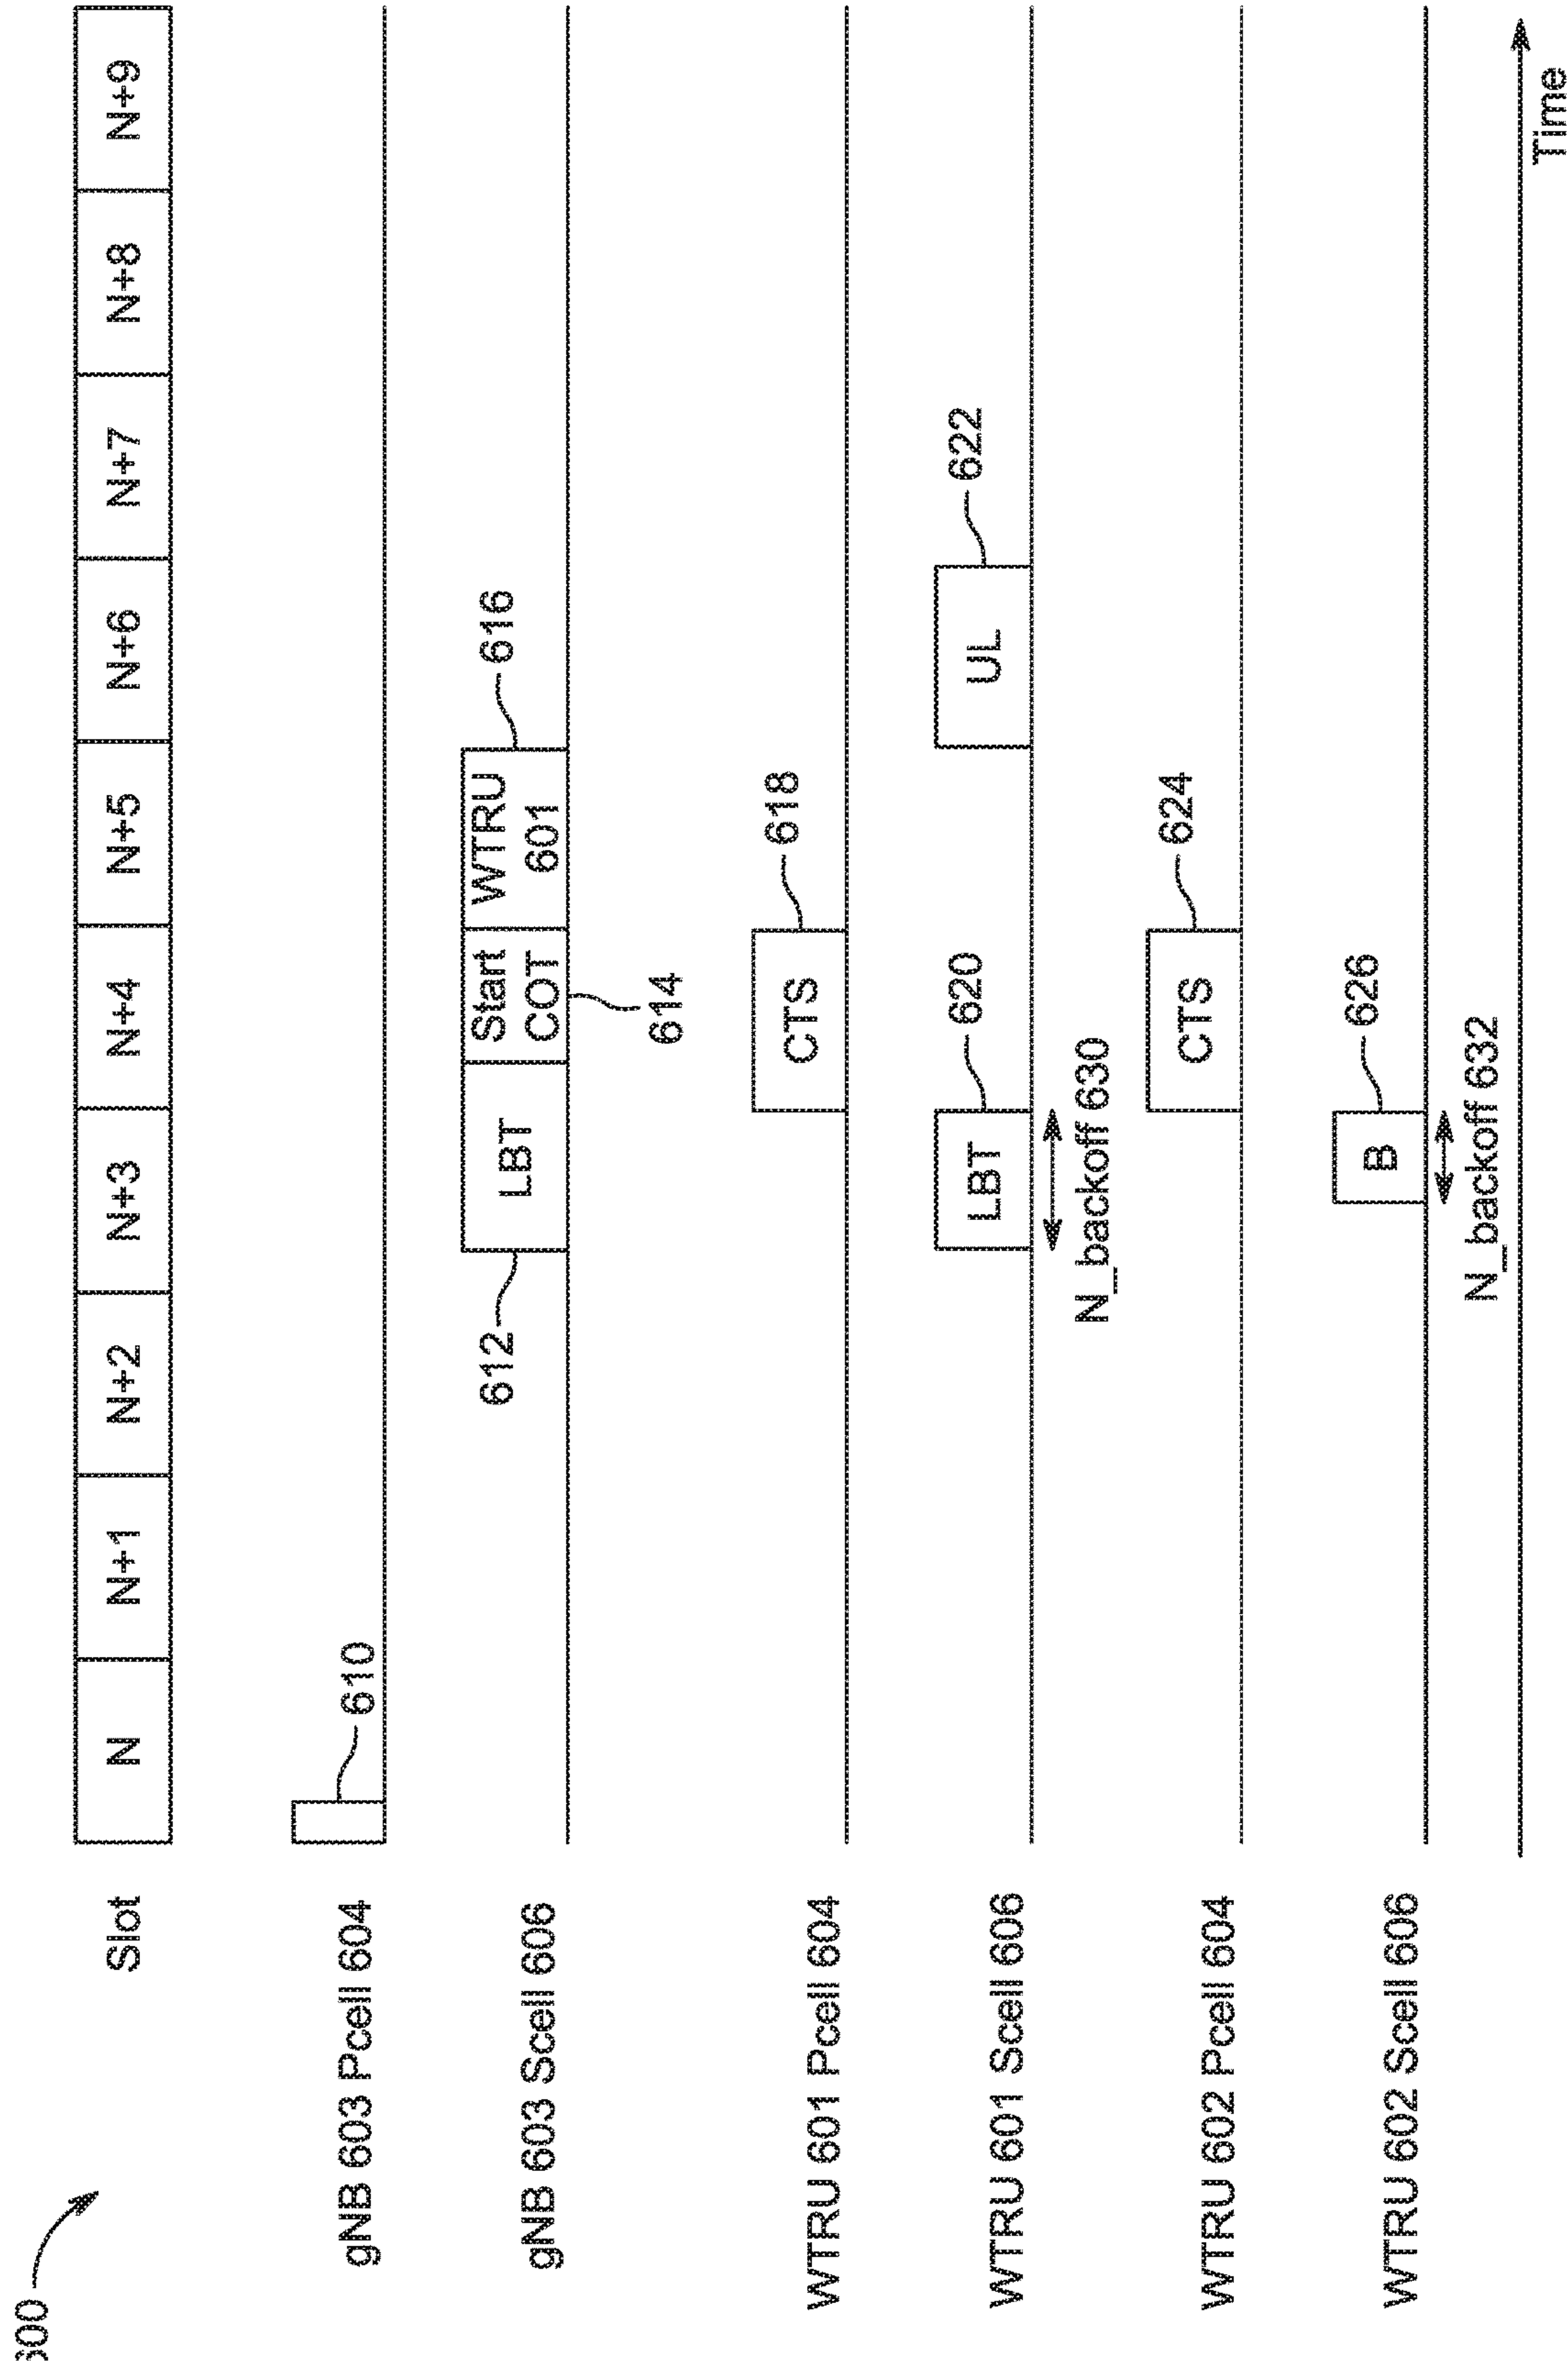 600
Slot
N
N+1
N+2
N+3
N+4
N+5
N+6
N+7
N+8
N+9
gNB 603 Pcell 604
610
gNB 603 Scell 606
612
LBT
Start
COT
614
WTRU
601
616
WTRU 601 Pcell 604
CTS
618
WTRU 601 Scell 606
LBT
620
N_backoff 630
UL
622
WTRU 602 Pcell 604
CTS
624
WTRU 602 Scell 606
B
626
N_backoff 632
Time